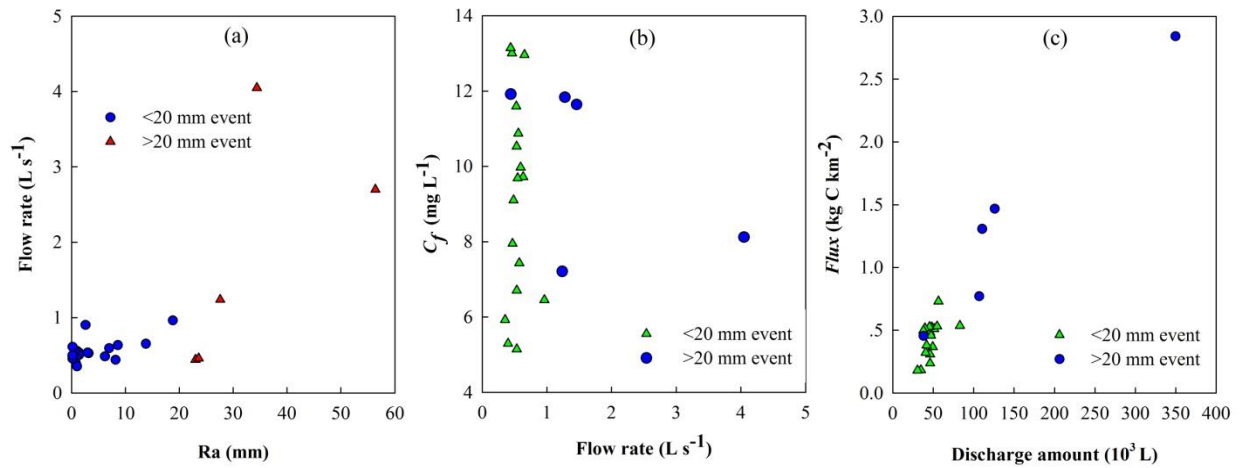 (a)
5
4
3
2
1
0
Flow rate (L s⁻¹)
<20 mm event
>20 mm event
0 10 20 30 40 50 60
Ra (mm)
(b)
14
12
10
8
6
4
C𝑓 (mg L⁻¹)
<20 mm event
>20 mm event
0 1 2 3 4 5
Flow rate (L s⁻¹)
(c)
3.0
2.5
2.0
1.5
1.0
0.5
0.0
Flux (kg C km⁻²)
<20 mm event
>20 mm event
0 50 100 150 200 250 300 350 400
Discharge amount (10³ L)